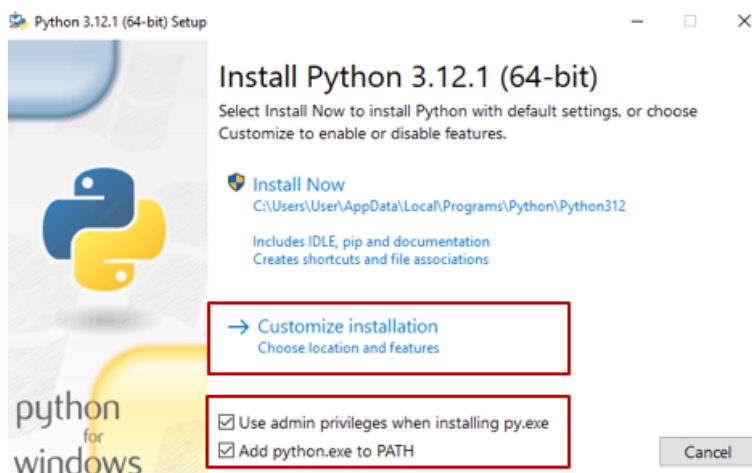 Python 3.12.1 (64-bit) Setup
Install Python 3.12.1 (64-bit)
Select Install Now to install Python with default settings, or choose
Customize to enable or disable features.
Install Now
C:\Users\User\AppData\Local\Programs\Python\Python312
Includes IDLE, pip and documentation
Creates shortcuts and file associations
Customize installation
Choose location and features
Use admin privileges when installing py.exe
Add python.exe to PATH
python
for
windows
Cancel